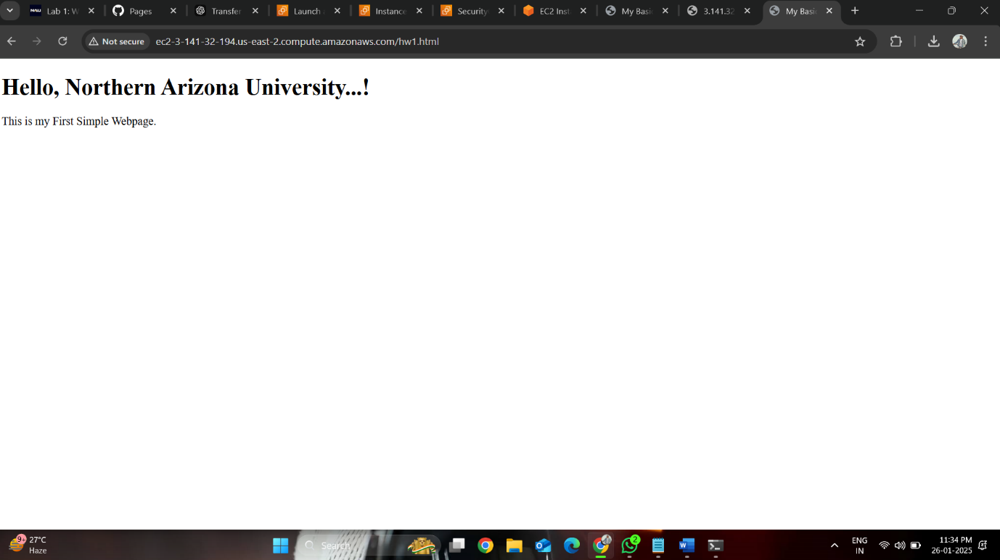 NAU Lab 1: W
Pages
Transfer
Launch
Instance
Security
EC2 Inst
My Basi
3.141.32
My Basi
Not secure
ec2-3-141-32-194.us-east-2.compute.amazonaws.com/hw1.html
Hello, Northern Arizona University...!
This is my First Simple Webpage.
9+
27°C
Haze
Search
2
ENG
IN
11:34 PM
26-01-2025